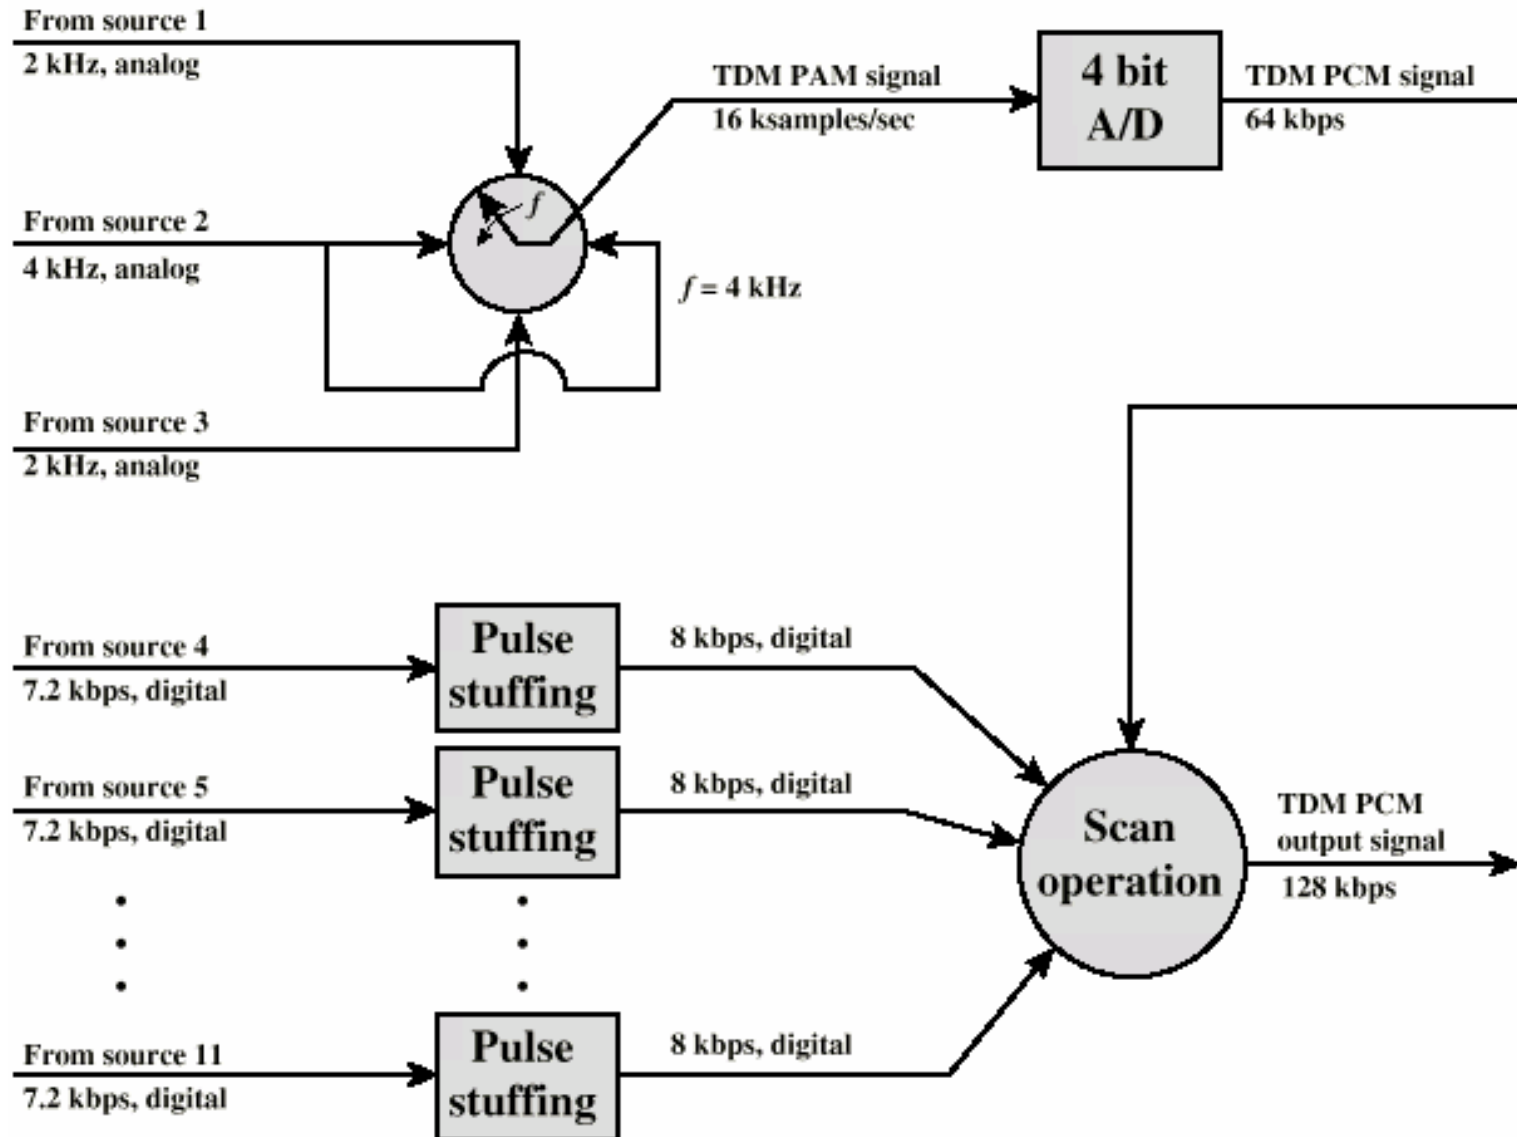 From source 1
2 kHz, analog
TDM PAM signal
16 ksamples/sec
4 bit
A/D
TDM PCM signal
64 kbps
From source 2
4 kHz, analog
f
f = 4 kHz
From source 3
2 kHz, analog
From source 4
7.2 kbps, digital
Pulse
stuffing
8 kbps, digital
From source 5
7.2 kbps, digital
Pulse
stuffing
8 kbps, digital
Scan
operation
TDM PCM
output signal
128 kbps
From source 11
7.2 kbps, digital
Pulse
stuffing
8 kbps, digital